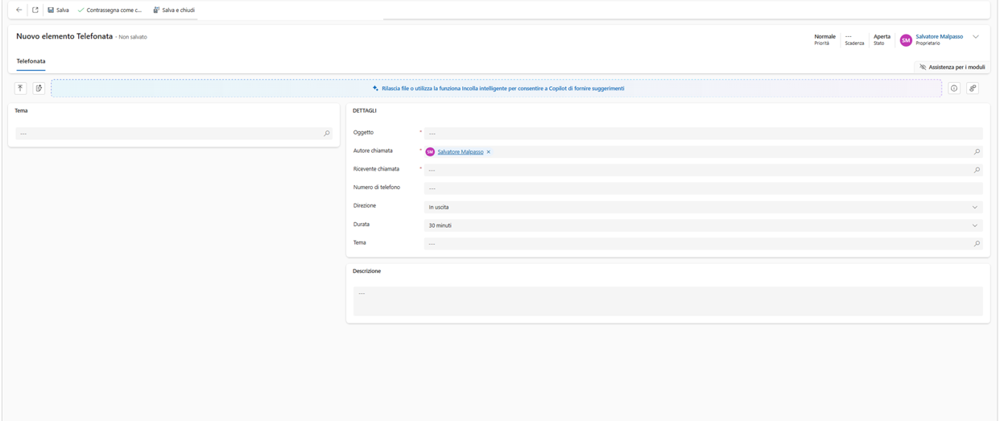 Salva Contrassegna come c... Salva e chiudi
Nuovo elemento Telefonata - Non salvato
Normale
Priorità
---
Scadenza
Aperta
Stato
SM
Salvatore Malpasso
Proprietario
Telefonata
Assistenza per i moduli
Rilascia file o utilizza la funziona Incolla intelligente per consentire a Copilot di fornire suggerimenti
Tema
---
DETTAGLI
Oggetto * ---
Autore chiamata * SM Salvatore Malpasso ×
Ricevente chiamata * ---
Numero di telefono ---
Direzione In uscita
Durata 30 minuti
Tema ---
Descrizione
---